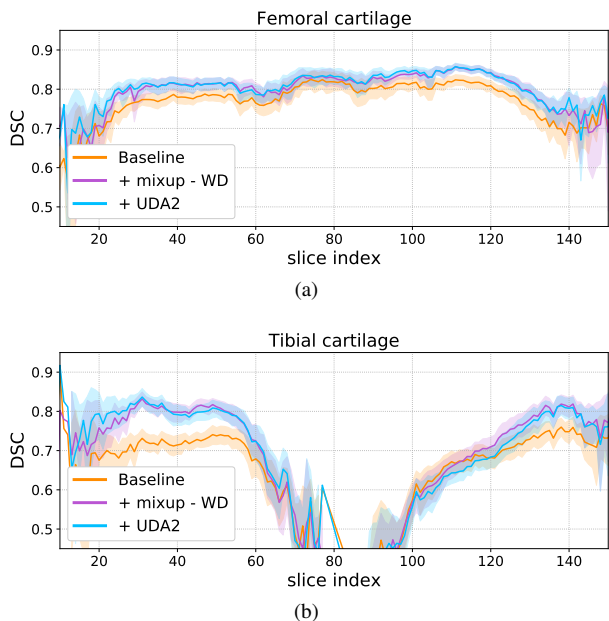 Femoral cartilage
0.9
0.8
0.7
0.6
0.5
DSC
Baseline
+ mixup - WD
+ UDA2
20 40 60 80 100 120 140
slice index
(a)
Tibial cartilage
0.9
0.8
0.7
0.6
0.5
DSC
Baseline
+ mixup - WD
+ UDA2
20 40 60 80 100 120 140
slice index
(b)